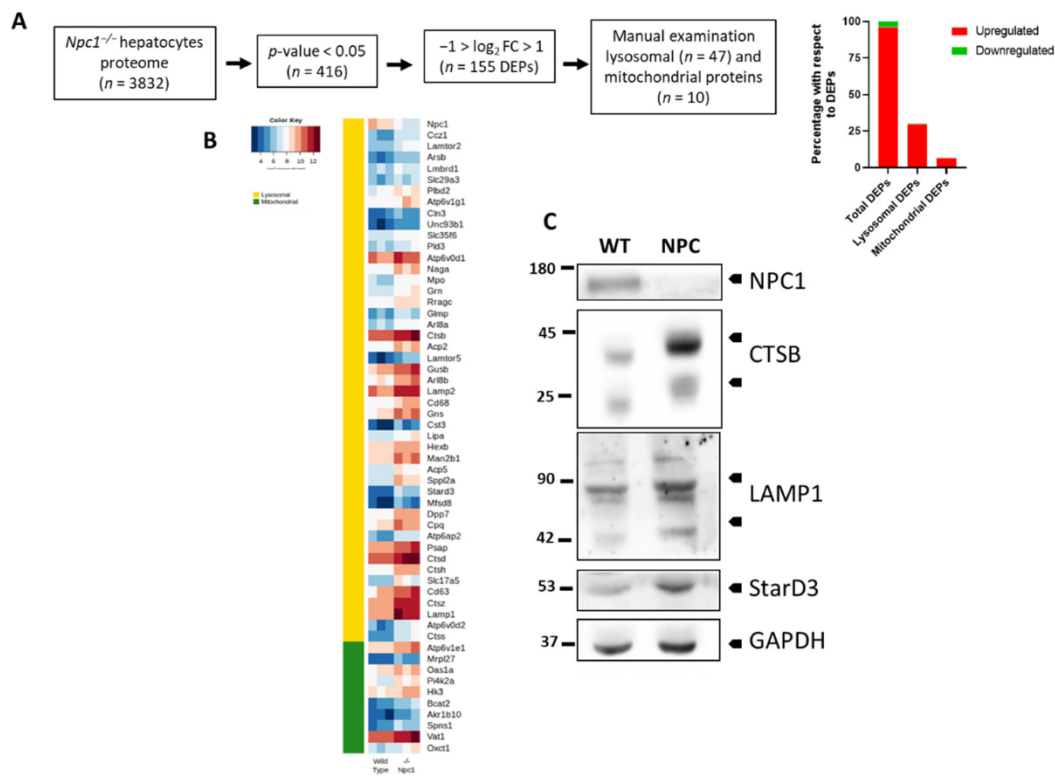 A
Npc1−/− hepatocytes
proteome
(n = 3832)
p-value < 0.05
(n = 416)
−1 > log2 FC > 1
(n = 155 DEPs)
Manual examination
lysosomal (n = 47) and
mitochondrial proteins
(n = 10)
Percentage with respect
to DEPs
100
75
50
25
0
Total DEPs
Lysosomal DEPs
Mitochondrial DEPs
Upregulated
Downregulated
B
Color Key
4 6 8 10 12
Lysosomal
Mitochondrial
Npc1
Ccz1
Lamtor2
Arsb
Lmbrd1
Slc29a3
Plbd2
Atp6v1g1
Cln3
Unc93b1
Slc35f6
Pld3
Atp6v0d1
Naga
Mpo
Grn
Rragc
Glmp
Arl8a
Ctsb
Acp2
Lamtor5
Gusb
Arl8b
Lamp2
Cd68
Gns
Cst3
Lipa
Hexb
Man2b1
Acp5
Sppl2a
Stard3
Mfsd8
Dpp7
Cpq
Atp6ap2
Psap
Ctsd
Ctsh
Slc17a5
Cd63
Ctsz
Lamp1
Atp6v0d2
Ctss
Atp6v1e1
Mrpl27
Oas1a
Pi4k2a
Hk3
Bcat2
Akr1b10
Spns1
Vat1
Oxct1
Wild
Type
-/-
Npc1
C
WT NPC
180
NPC1
45
CTSB
25
90
LAMP1
42
53
StarD3
37
GAPDH